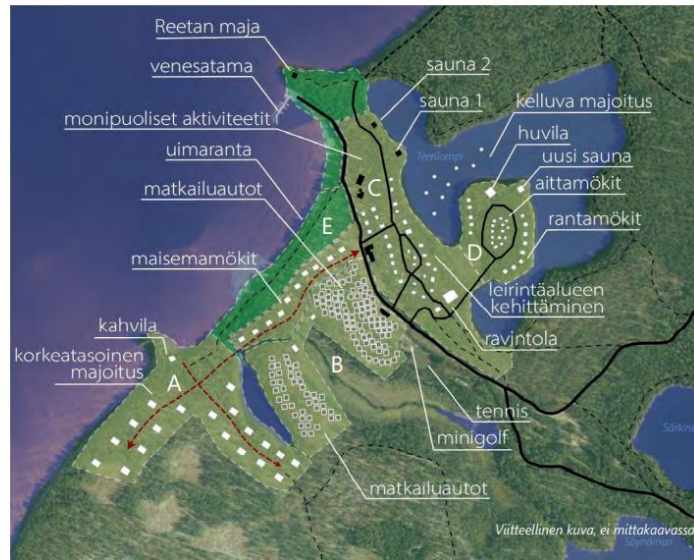 Reetan maja
venesatama
monipuoliset aktiviteetit
uimaranta
matkailuautot
maisemamökit
kahvila
korkeatasoinen
majoitus
sauna 2
sauna 1
kelluva majoitus
huvila
uusi sauna
aittamökit
rantamökit
Teerilampi
C
D
E
A
B
leirintäalueen
kehittäminen
ravintola
tennis
minigolf
matkailuautot
Viitteellinen kuva, ei mittakaavassa